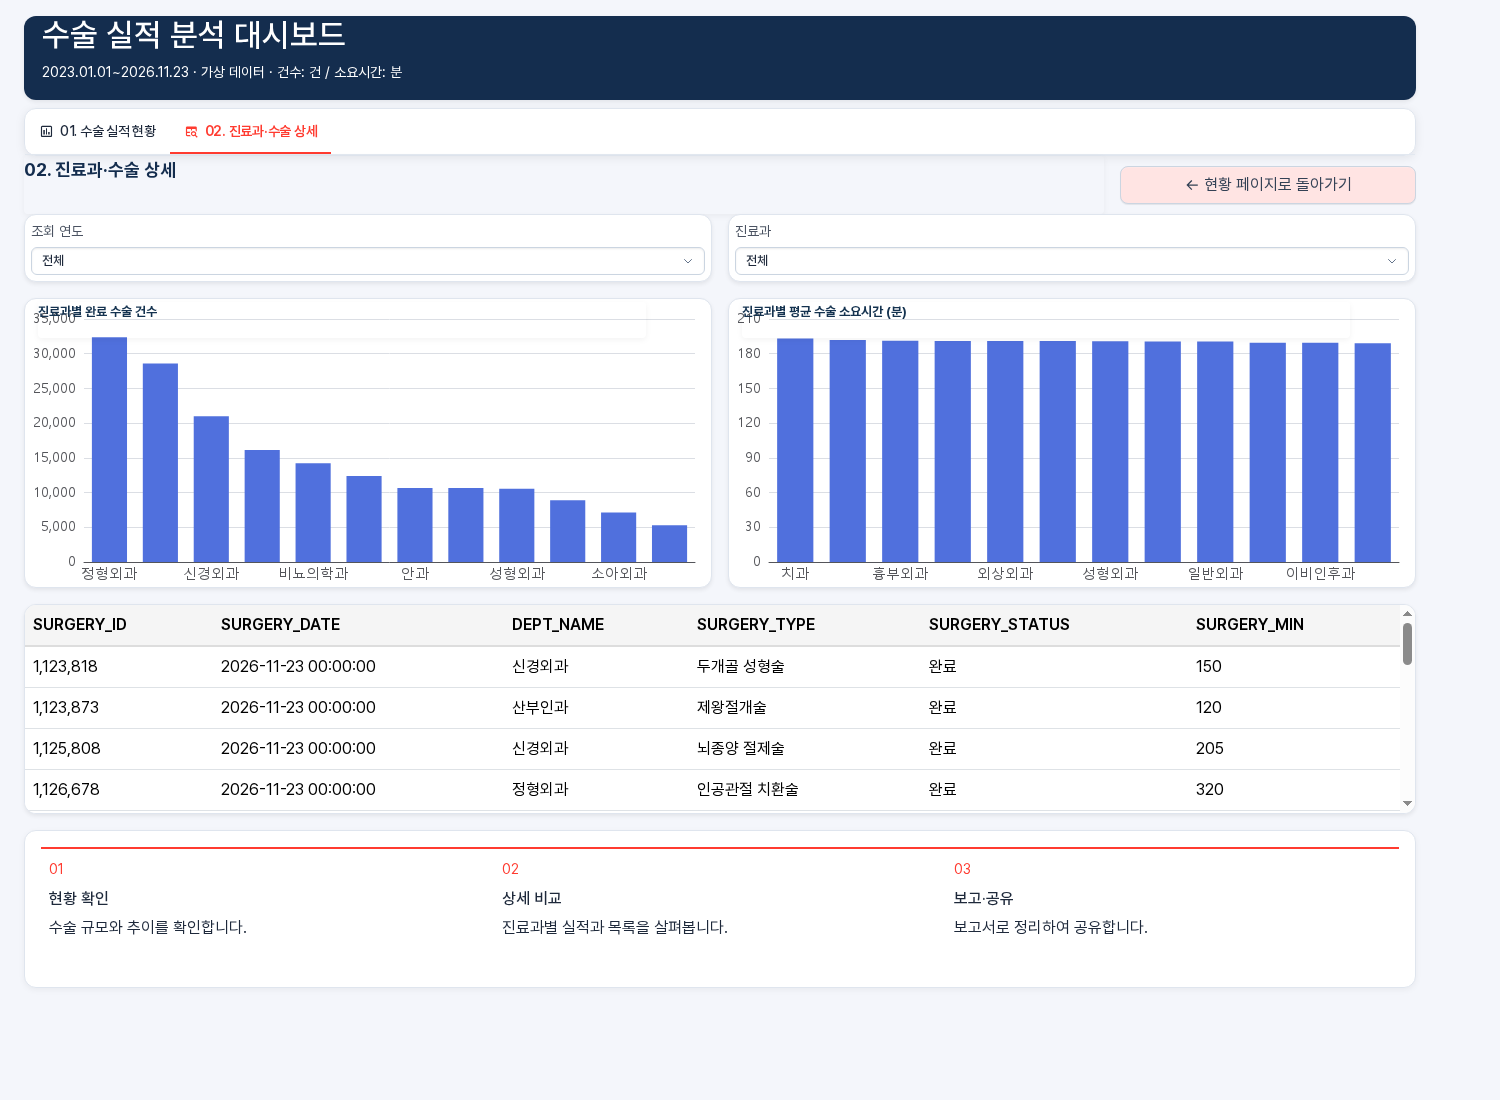 수술 실적 분석 대시보드
2023.01.01~2026.11.23 · 가상 데이터 · 건수: 건 / 소요시간: 분
01. 수술 실적 현황
02. 진료과·수술 상세
02. 진료과·수술 상세
← 현황 페이지로 돌아가기
조회 연도
전체
진료과
전체
진료과별 완료 수술 건수
35,000
30,000
25,000
20,000
15,000
10,000
5,000
0
정형외과 신경외과 비뇨의학과 안과 성형외과 소아외과
진료과별 평균 수술 소요시간 (분)
210
180
150
120
90
60
30
0
치과 흉부외과 외상외과 성형외과 일반외과 이비인후과
SURGERY_ID SURGERY_DATE DEPT_NAME SURGERY_TYPE SURGERY_STATUS SURGERY_MIN
1,123,818 2026-11-23 00:00:00 신경외과 두개골 성형술 완료 150
1,123,873 2026-11-23 00:00:00 산부인과 제왕절개술 완료 120
1,125,808 2026-11-23 00:00:00 신경외과 뇌종양 절제술 완료 205
1,126,678 2026-11-23 00:00:00 정형외과 인공관절 치환술 완료 320
01
현황 확인
수술 규모와 추이를 확인합니다.
02
상세 비교
진료과별 실적과 목록을 살펴봅니다.
03
보고·공유
보고서로 정리하여 공유합니다.